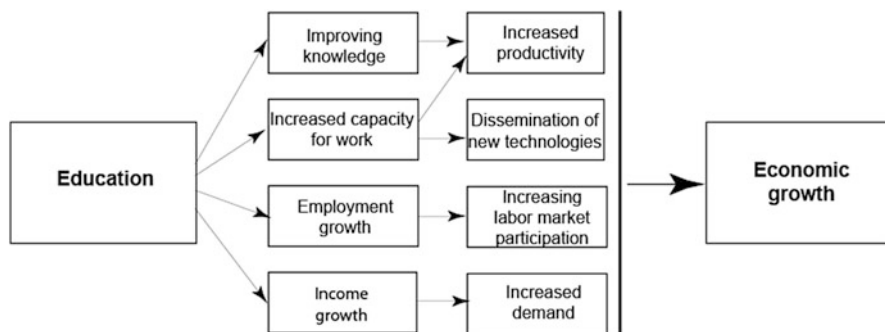 Education
Improving
knowledge
Increased capacity
for work
Employment
growth
Income
growth
Increased
productivity
Dissemination of
new technologies
Increasing
labor market
participation
Increased
demand
Economic
growth